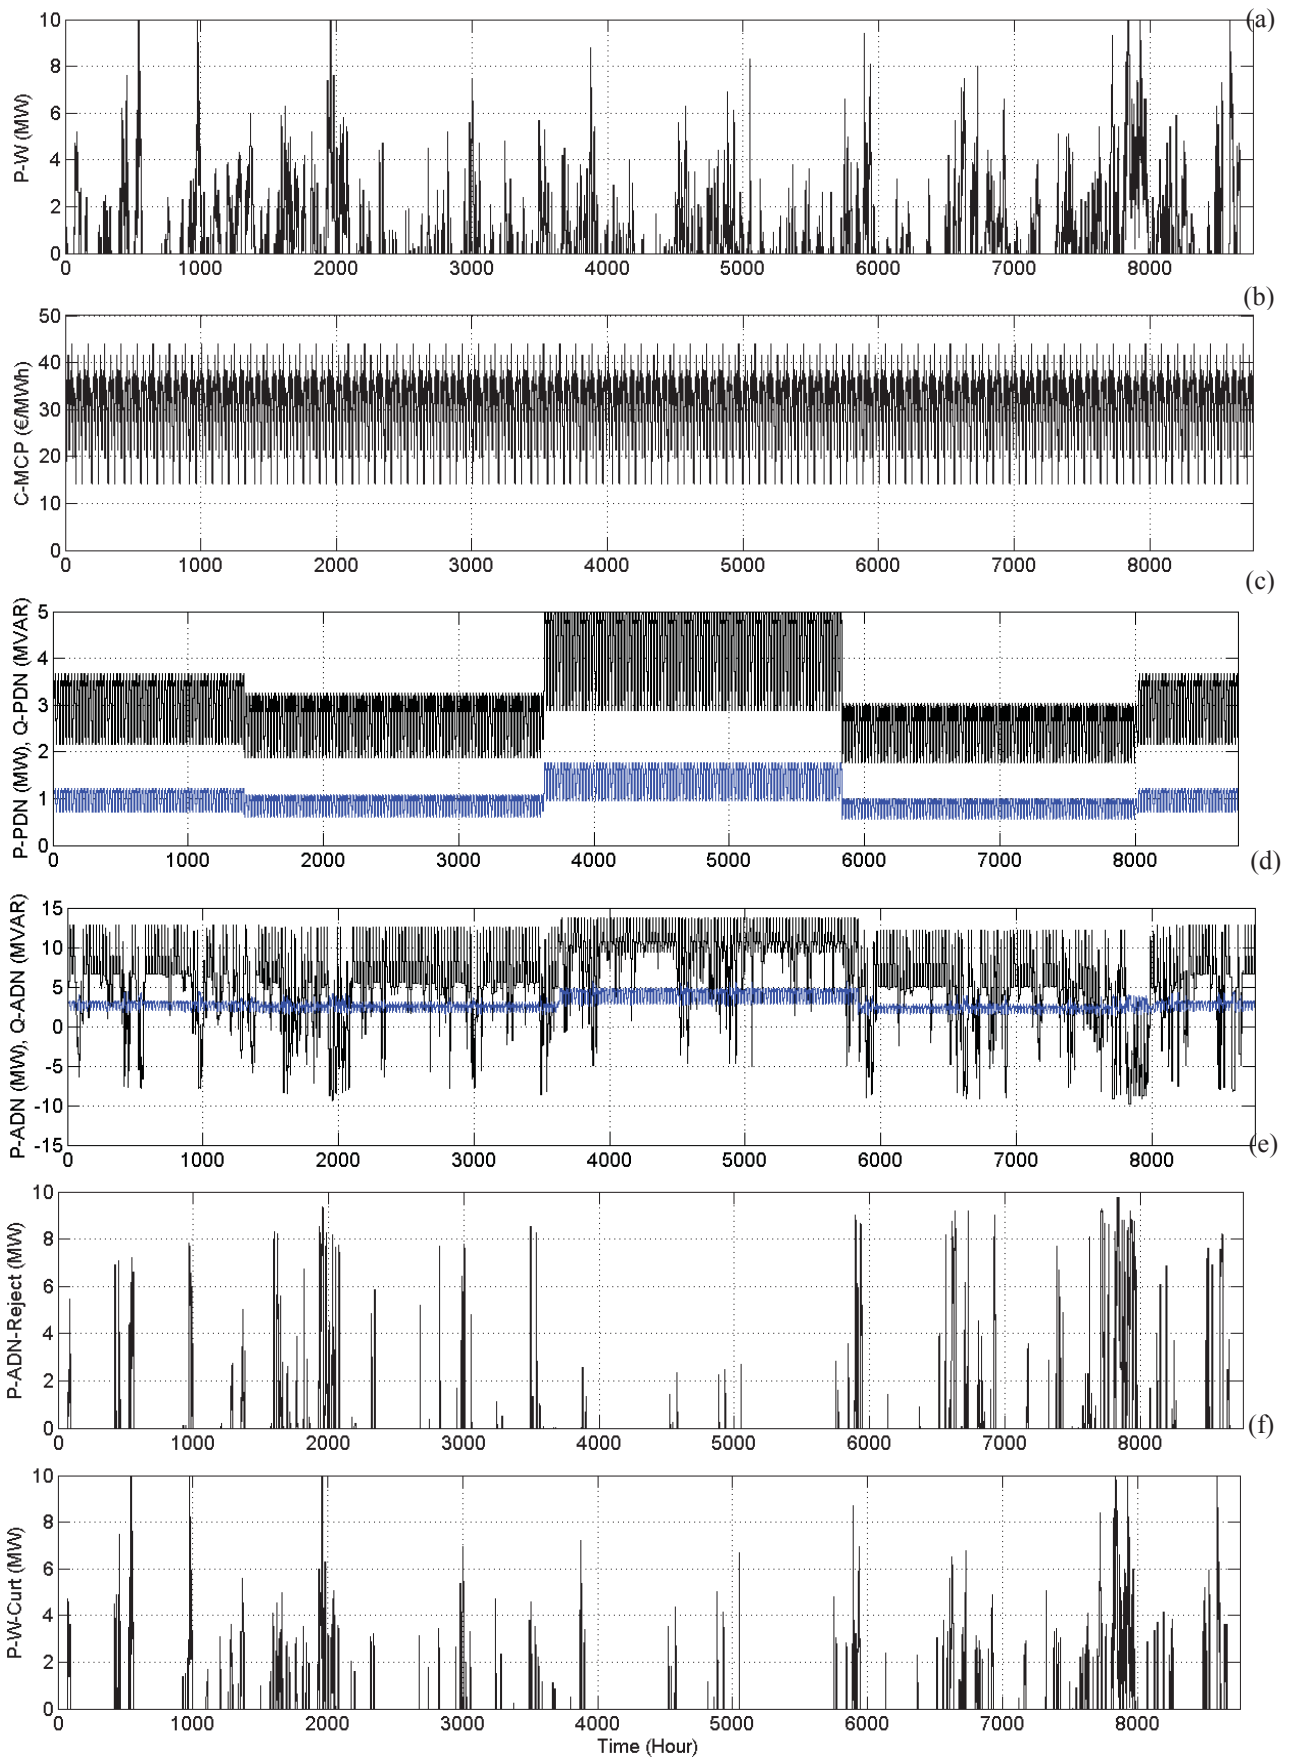 (a)
10
8
6
4
2
0
P-W (MW)
0 1000 2000 3000 4000 5000 6000 7000 8000
(b)
50
40
30
20
10
0
C-MCP (€/MWh)
0 1000 2000 3000 4000 5000 6000 7000 8000
(c)
5
4
3
2
1
0
P-PDN (MW), Q-PDN (MVAR)
0 1000 2000 3000 4000 5000 6000 7000 8000
(d)
15
10
5
0
-5
-10
-15
P-ADN (MW), Q-ADN (MVAR)
0 1000 2000 3000 4000 5000 6000 7000 8000
(e)
10
8
6
4
2
0
P-ADN-Reject (MW)
0 1000 2000 3000 4000 5000 6000 7000 8000
(f)
10
8
6
4
2
0
P-W-Curt (MW)
0 1000 2000 3000 4000 5000 6000 7000 8000
Time (Hour)